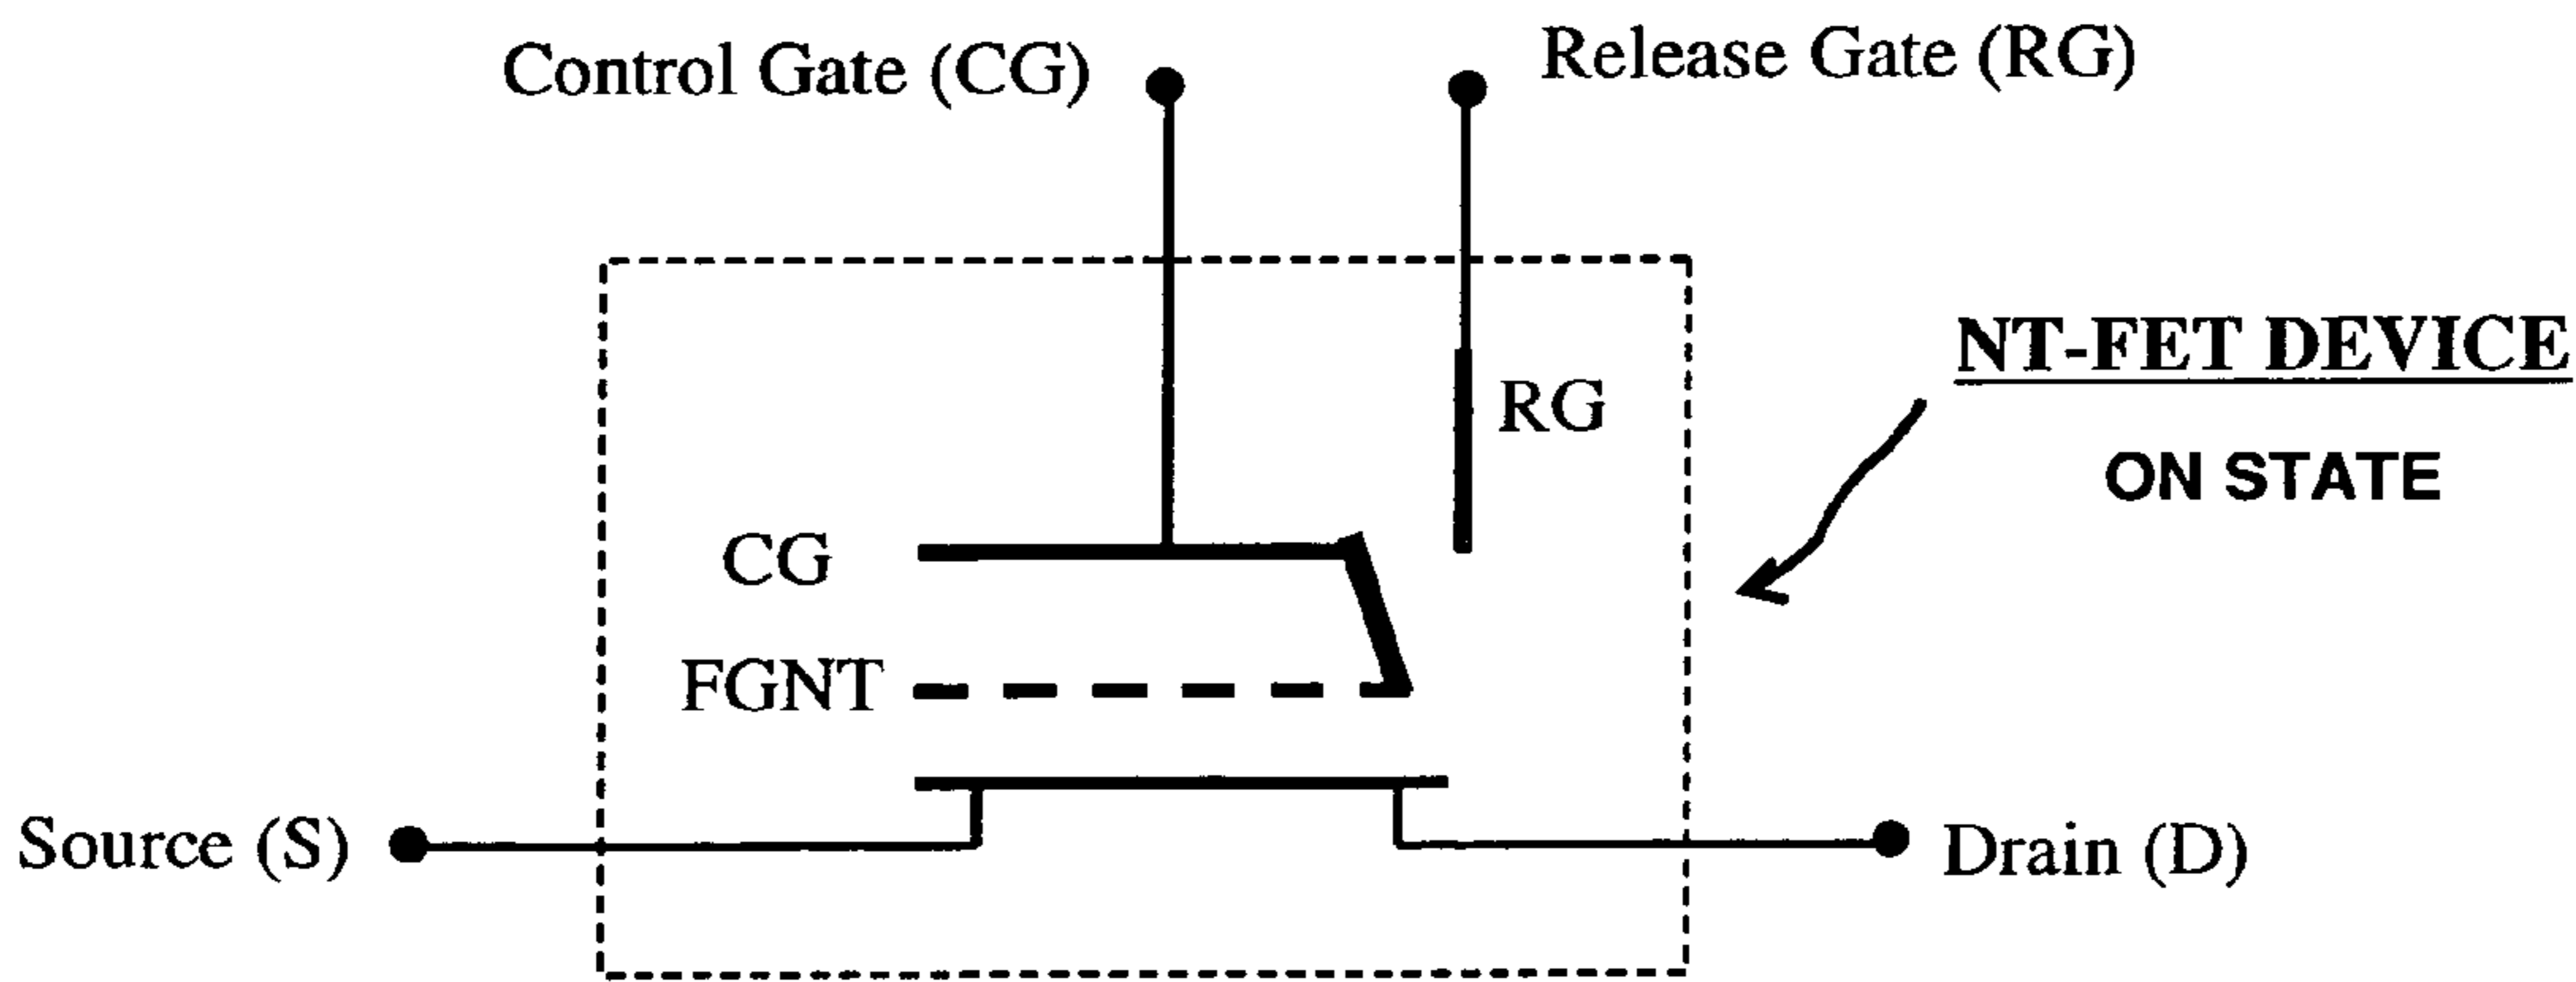 Control Gate (CG)
Release Gate (RG)
NT-FET DEVICE
ON STATE
RG
CG
FGNT
Source (S)
Drain (D)